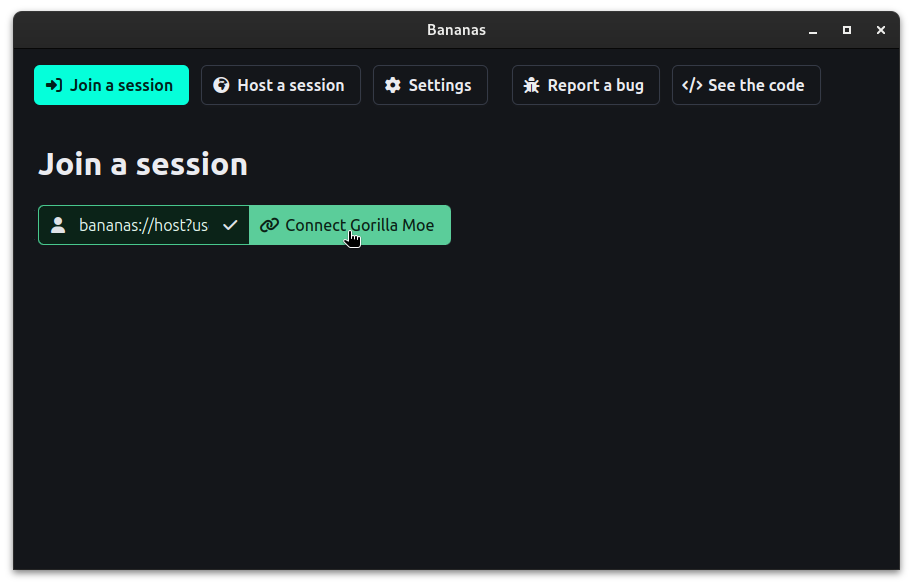 Bananas
Join a session Host a session Settings Report a bug </> See the code
Join a session
bananas://host?us Connect Gorilla Moe